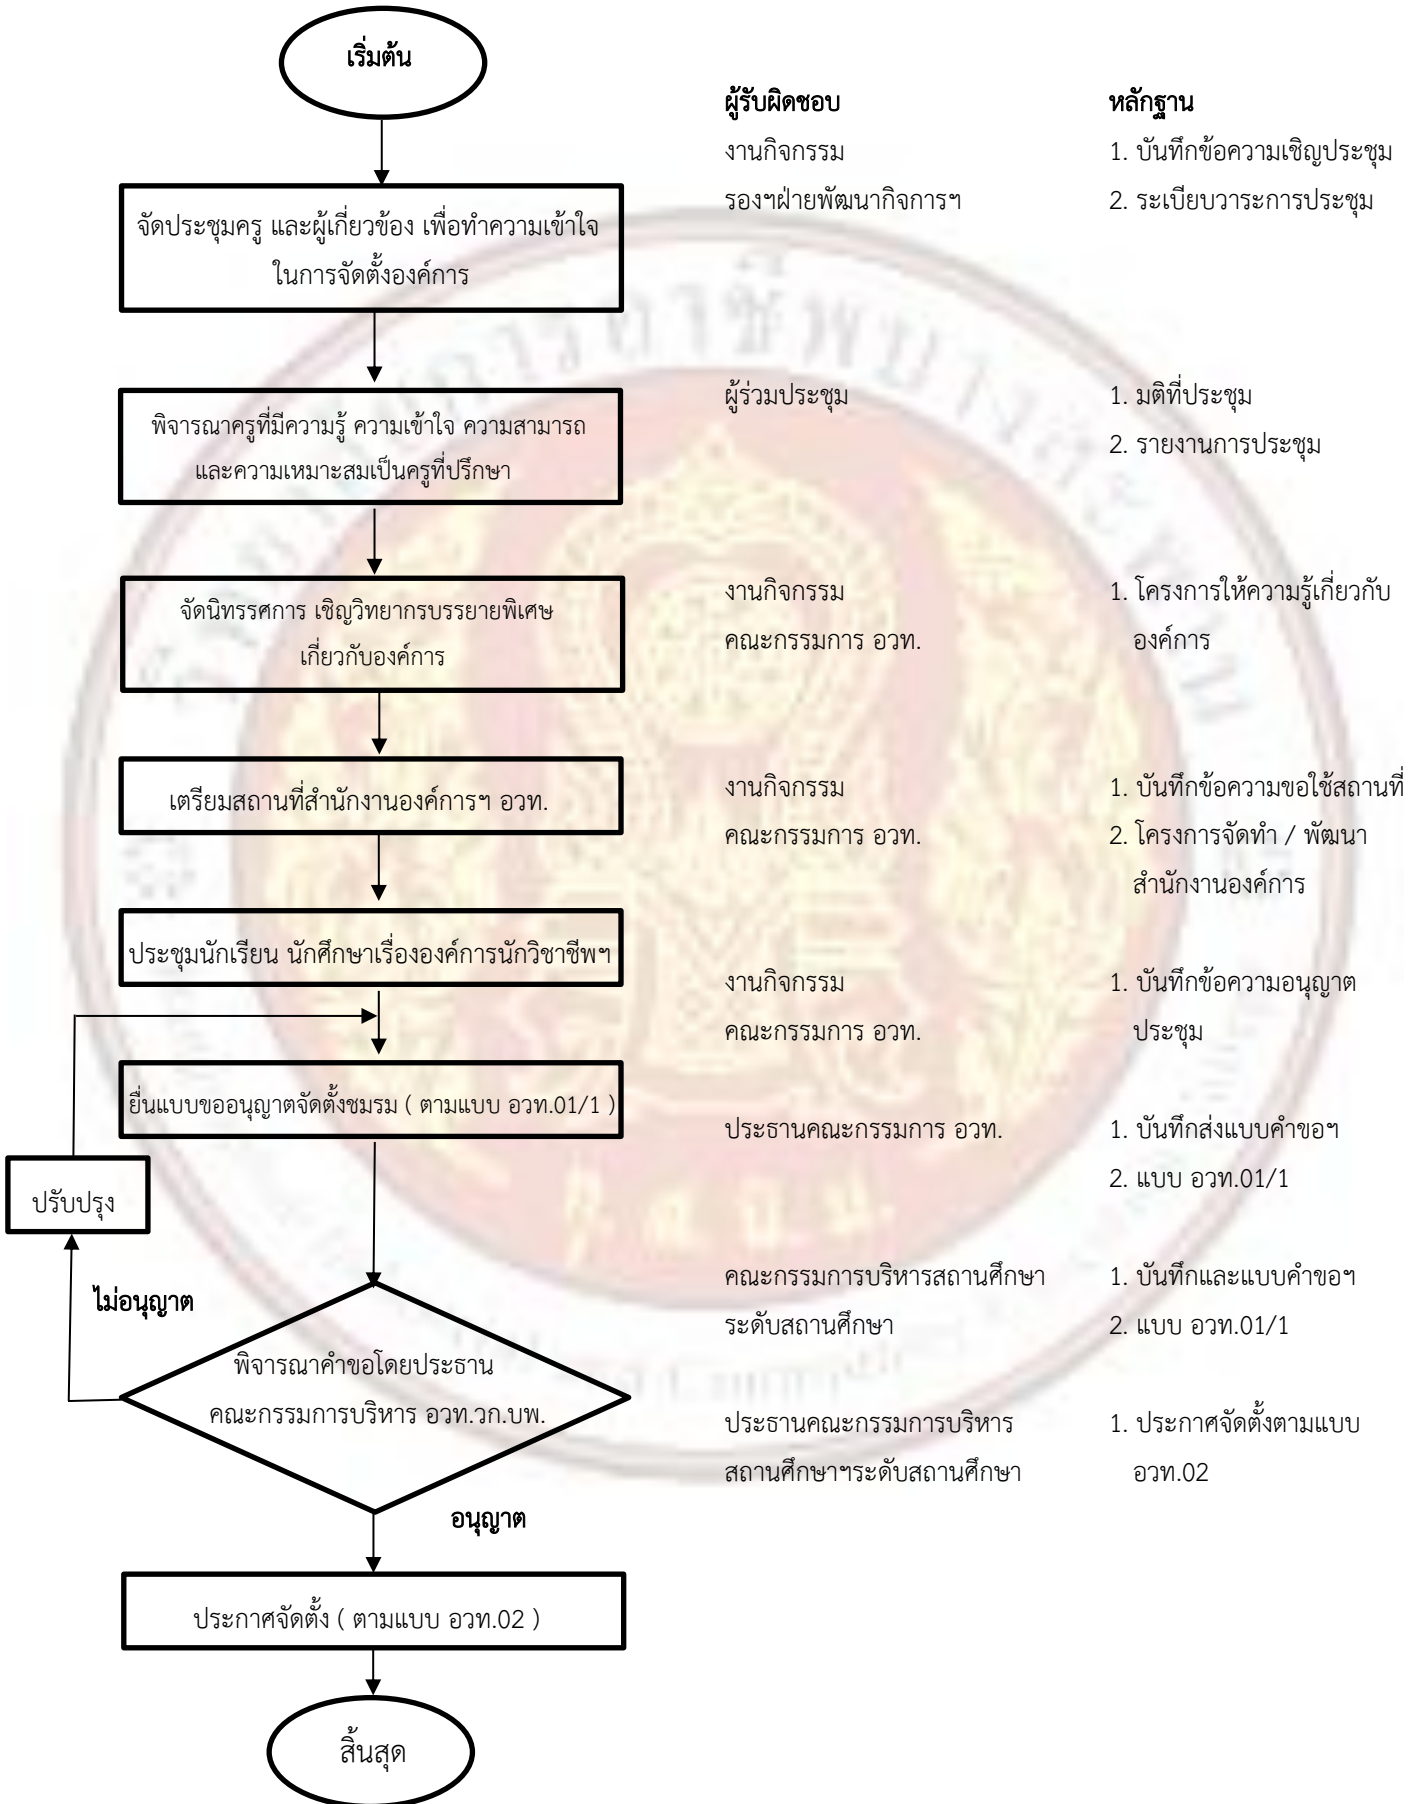 เริ่มต้น
ผู้รับผิดชอบ
หลักฐาน
งานกิจกรรม
1. บันทึกข้อความเชิญประชุม
รองฯฝ่ายพัฒนากิจการฯ
2. ระเบียบวาระการประชุม
จัดประชุมครู และผู้เกี่ยวข้อง เพื่อทำความเข้าใจ
ในการจัดตั้งองค์การ
ผู้ร่วมประชุม
1. มติที่ประชุม
2. รายงานการประชุม
พิจารณาครูที่มีความรู้ ความเข้าใจ ความสามารถ
และความเหมาะสมเป็นครูที่ปรึกษา
งานกิจกรรม
1. โครงการให้ความรู้เกี่ยวกับ
คณะกรรมการ อวท.
องค์การ
จัดนิทรรศการ เชิญวิทยากรบรรยายพิเศษ
เกี่ยวกับองค์การ
งานกิจกรรม
1. บันทึกข้อความขอใช้สถานที่
คณะกรรมการ อวท.
2. โครงการจัดทำ / พัฒนา
สำนักงานองค์การ
เตรียมสถานที่สำนักงานองค์การฯ อวท.
ประชุมนักเรียน นักศึกษาเรื่ององค์การนักวิชาชีพฯ
งานกิจกรรม
1. บันทึกข้อความอนุญาต
คณะกรรมการ อวท.
ประชุม
ยื่นแบบขออนุญาตจัดตั้งชมรม ( ตามแบบ อวท.01/1 )
ประธานคณะกรรมการ อวท.
1. บันทึกส่งแบบคำขอฯ
2. แบบ อวท.01/1
ปรับปรุง
ไม่อนุญาต
คณะกรรมการบริหารสถานศึกษา
1. บันทึกและแบบคำขอฯ
ระดับสถานศึกษา
2. แบบ อวท.01/1
พิจารณาคำขอโดยประธาน
คณะกรรมการบริหาร อวท.วก.บพ.
ประธานคณะกรรมการบริหาร
1. ประกาศจัดตั้งตามแบบ
สถานศึกษาฯระดับสถานศึกษา
อวท.02
อนุญาต
ประกาศจัดตั้ง ( ตามแบบ อวท.02 )
สิ้นสุด